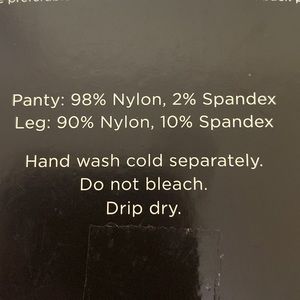 Panty: 98% Nylon, 2% Spandex
Leg: 90% Nylon, 10% Spandex
Hand wash cold separately.
Do not bleach.
Drip dry.